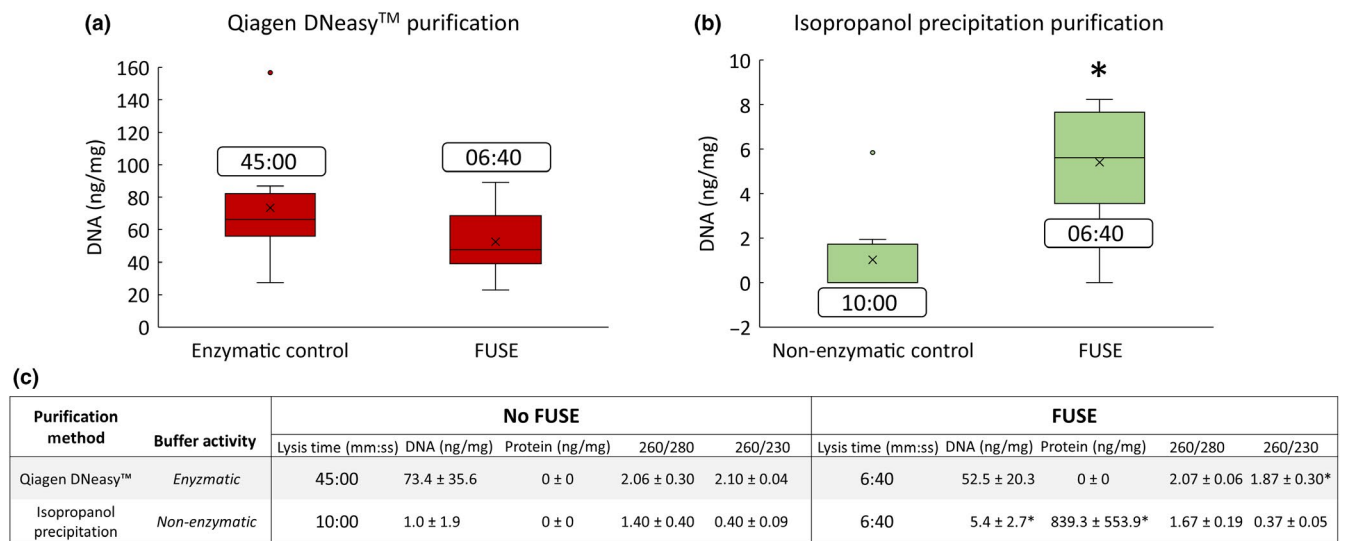 (a) Qiagen DNeasy™ purification
160
140
120
100
80
60
40
20
0
DNA (ng/mg)
45:00
06:40
Enzymatic control FUSE
(b) Isopropanol precipitation purification
10
8
6
4
2
0
−2
DNA (ng/mg)
*
10:00
06:40
Non-enzymatic control FUSE
(c)
Purification method Buffer activity No FUSE FUSE
Lysis time (mm:ss) DNA (ng/mg) Protein (ng/mg) 260/280 260/230 Lysis time (mm:ss) DNA (ng/mg) Protein (ng/mg) 260/280 260/230
Qiagen DNeasy™ Enyzmatic 45:00 73.4 ± 35.6 0 ± 0 2.06 ± 0.30 2.10 ± 0.04 6:40 52.5 ± 20.3 0 ± 0 2.07 ± 0.06 1.87 ± 0.30*
Isopropanol precipitation Non-enzymatic 10:00 1.0 ± 1.9 0 ± 0 1.40 ± 0.40 0.40 ± 0.09 6:40 5.4 ± 2.7* 839.3 ± 553.9* 1.67 ± 0.19 0.37 ± 0.05